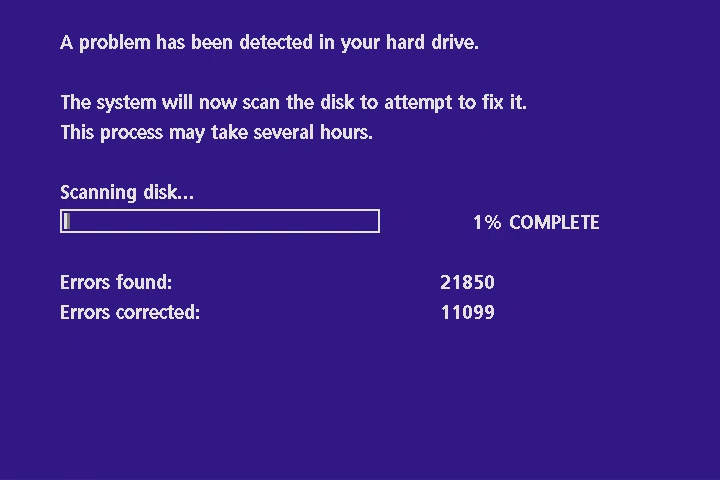 A problem has been detected in your hard drive.
The system will now scan the disk to attempt to fix it.
This process may take several hours.
Scanning disk...
1% COMPLETE
Errors found: 21850
Errors corrected: 11099